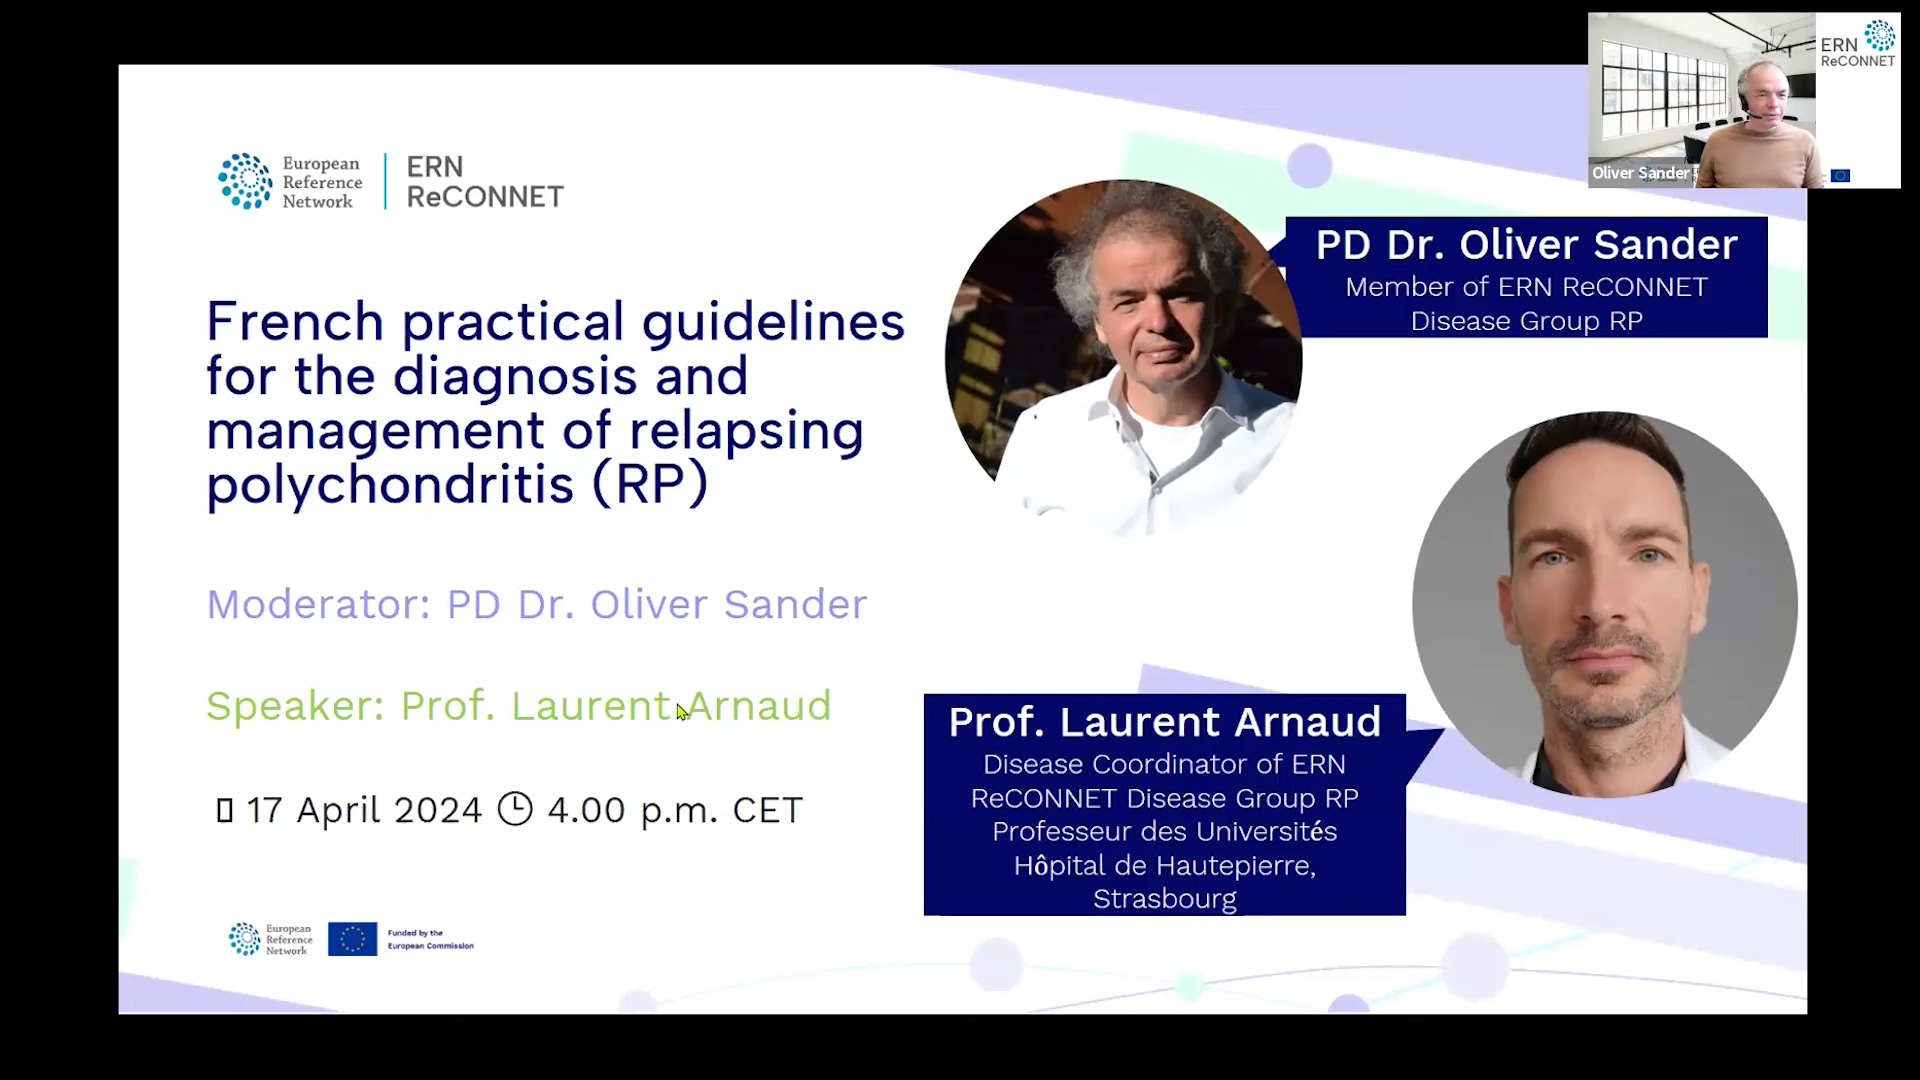 European
Reference
Network
ERN
ReCONNET
French practical guidelines
for the diagnosis and
management of relapsing
polychondritis (RP)
Moderator: PD Dr. Oliver Sander
Speaker: Prof. Laurent Arnaud
17 April 2024 4.00 p.m. CET
European
Reference
Network
Funded by the
European Commission
PD Dr. Oliver Sander
Member of ERN ReCONNET
Disease Group RP
Prof. Laurent Arnaud
Disease Coordinator of ERN
ReCONNET Disease Group RP
Professeur des Universités
Hôpital de Hautepierre,
Strasbourg
ERN
ReCONNET
Oliver Sander